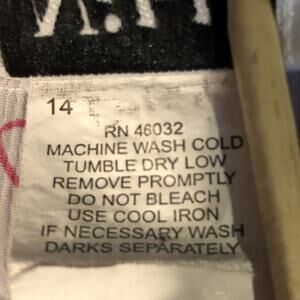 14
RN 46032
MACHINE WASH COLD
TUMBLE DRY LOW
REMOVE PROMPTLY
DO NOT BLEACH
USE COOL IRON
IF NECESSARY WASH
DARKS SEPARATELY